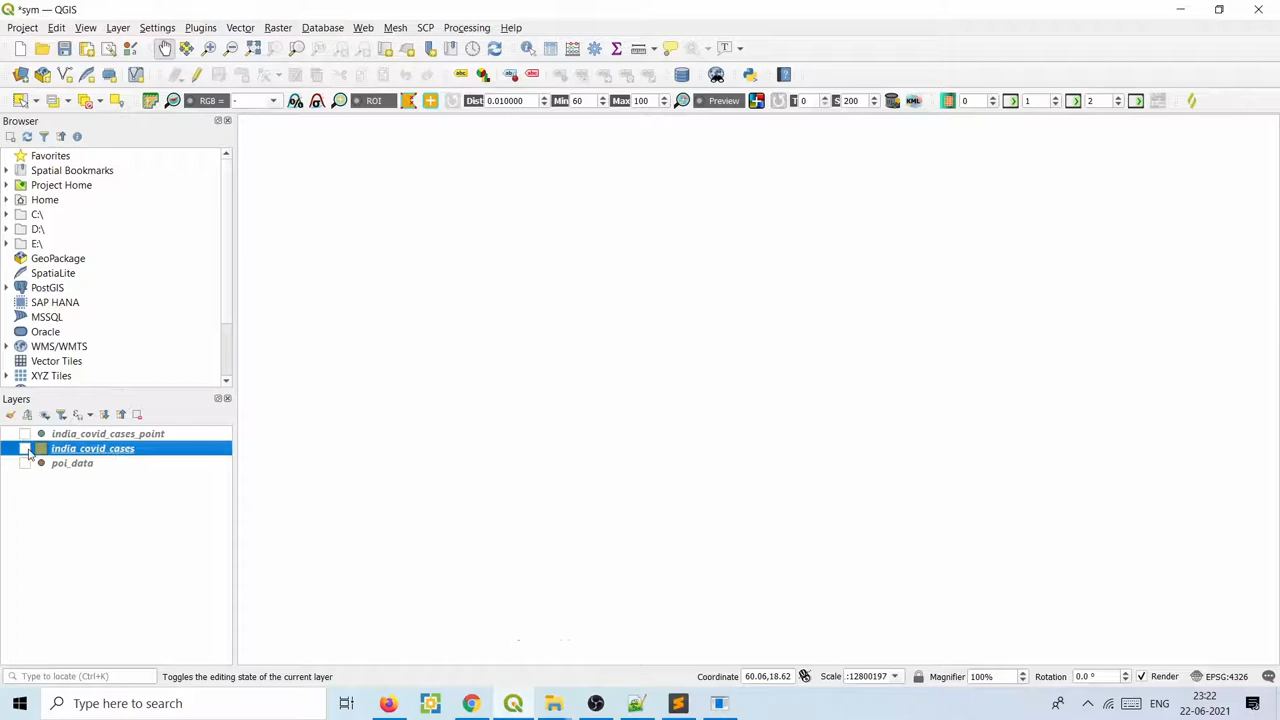 *sym — QGIS
Project Edit View Layer Settings Plugins Vector Raster Database Web Mesh SCP Processing Help
RGB = - ROI Dist 0.010000 Min 60 Max 100 Preview T 0 S 200 KML 0 1 2
Browser
Favorites
Spatial Bookmarks
Project Home
Home
C:\
D:\
E:\
GeoPackage
SpatiaLite
PostGIS
SAP HANA
MSSQL
Oracle
WMS/WMTS
Vector Tiles
XYZ Tiles
Layers
india_covid_cases_point
india_covid_cases
poi_data
Type to locate (Ctrl+K) Toggles the editing state of the current layer Coordinate 60.06,18.62 Scale :12800197 Magnifier 100% Rotation 0.0 ° Render EPSG:4326
Type here to search ENG 23:22
22-06-2021